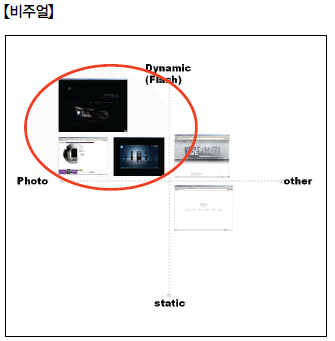 【비주얼】
Dynamic
(Flash)
Photo
other
static